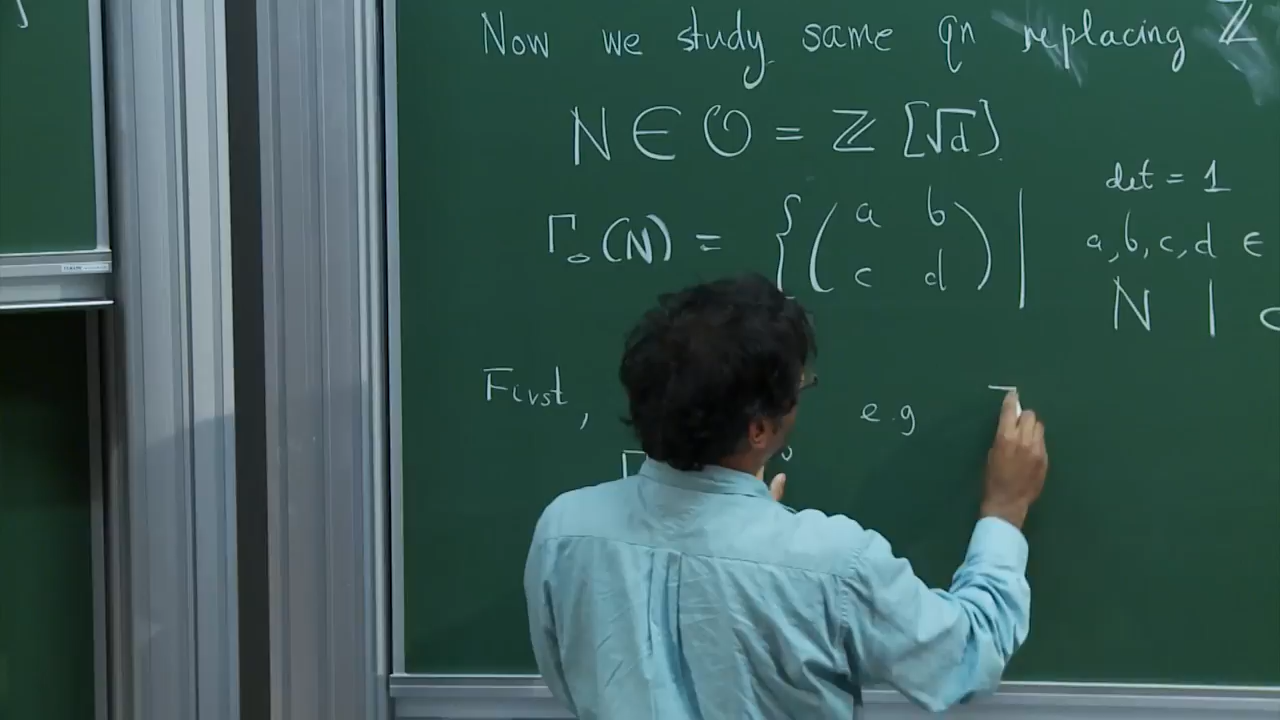 Now we study same qn replacing ℤ
N ∈ O = ℤ [√d]
det = 1
Γ₀(N) = { ( a b
c d ) | a, b, c, d ∈
N |
First, e.g